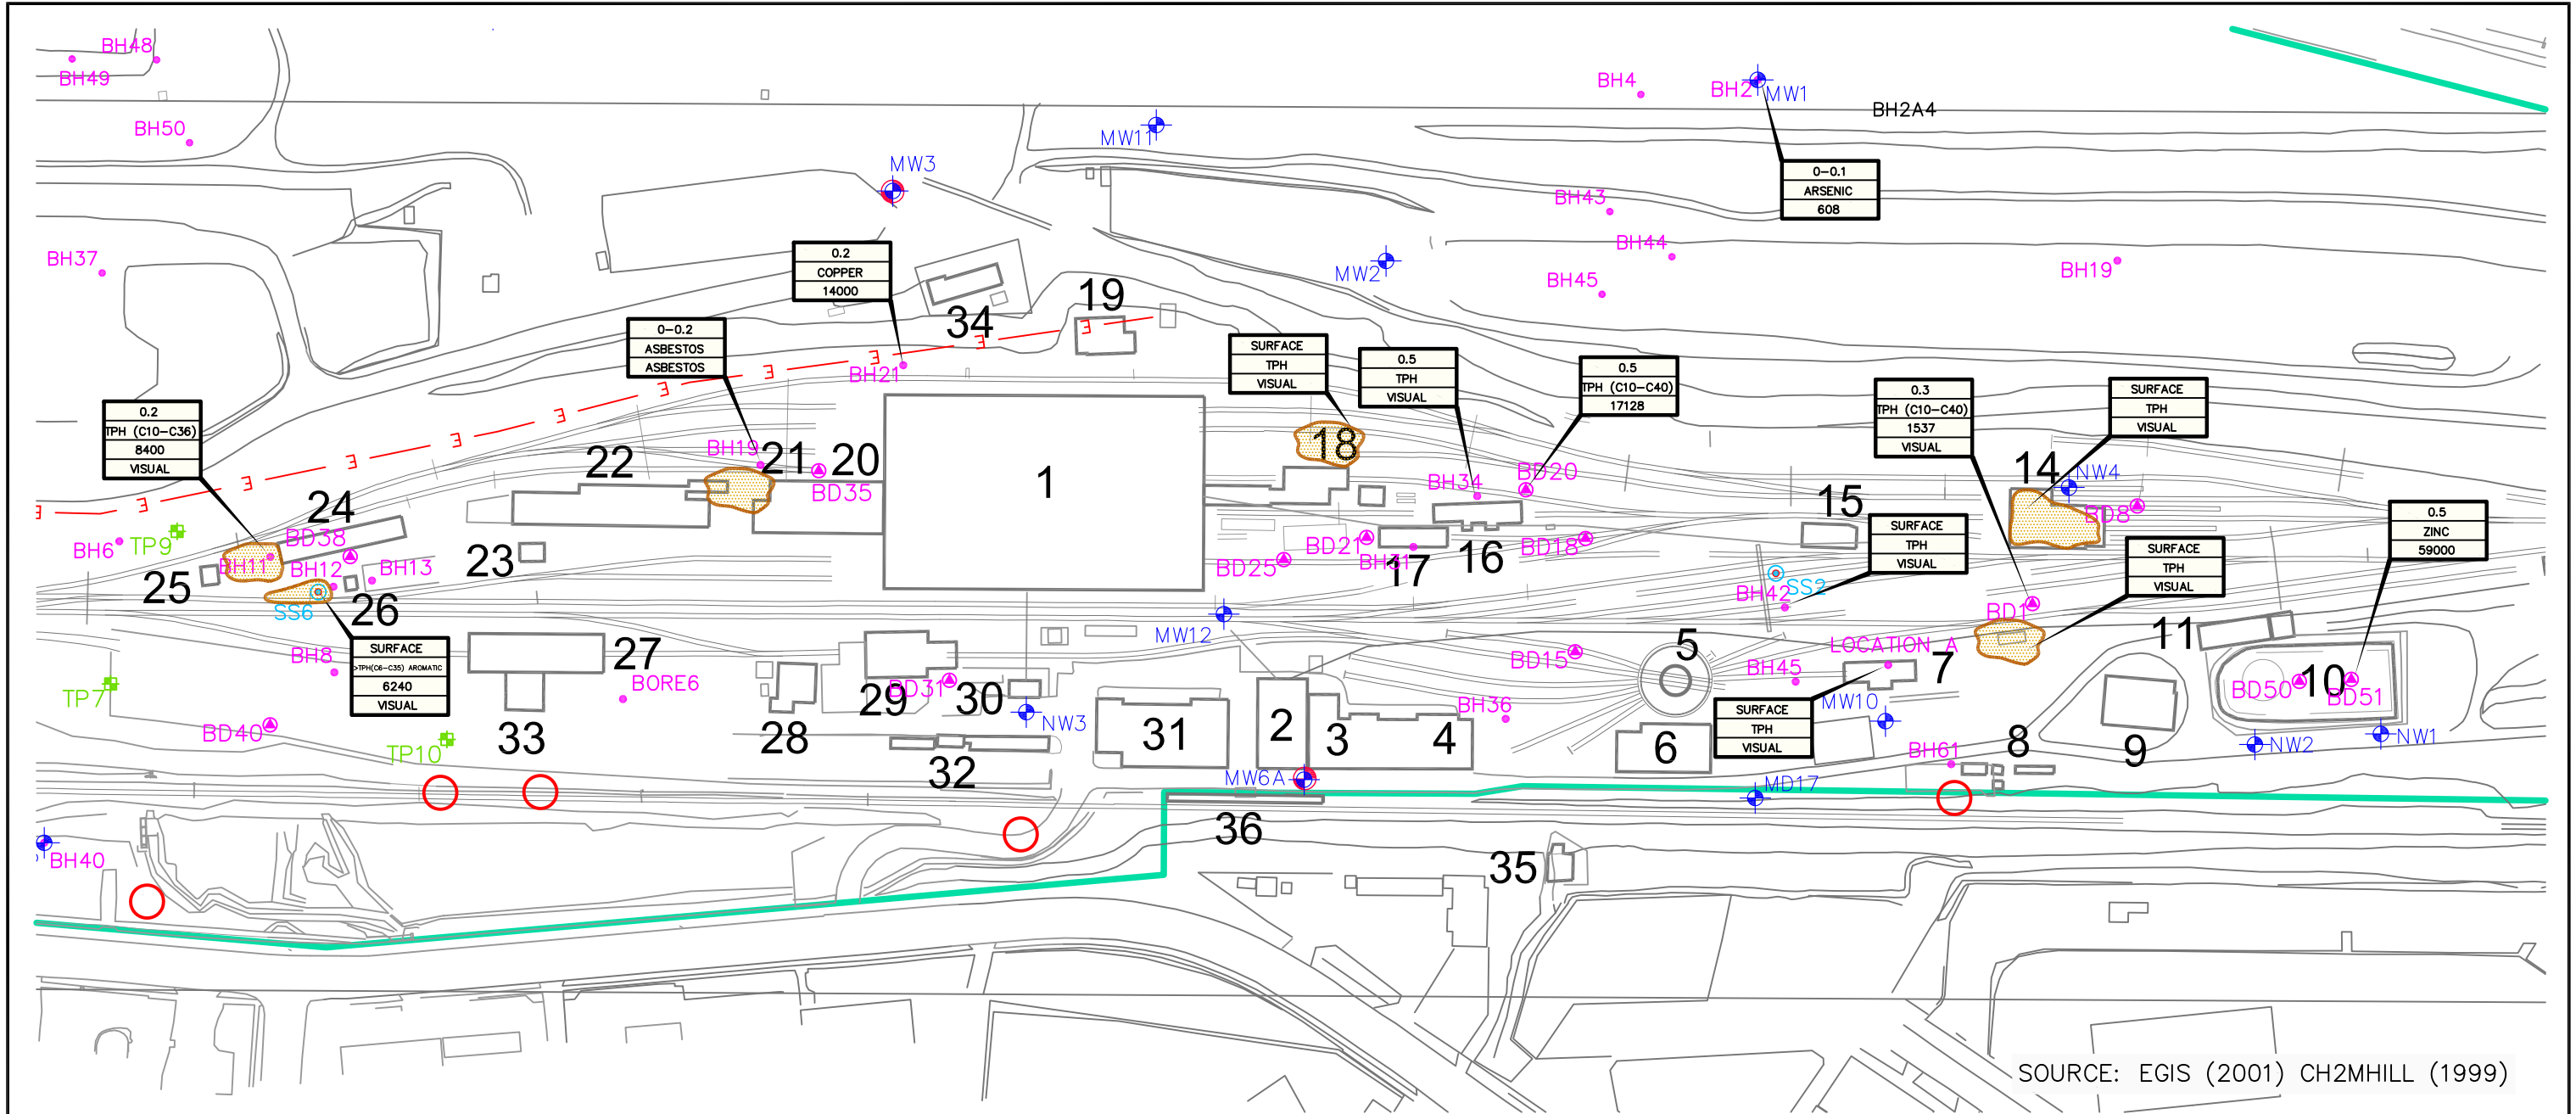 BH48
BH49
BH50
BH4
BH2
MW1
BH2A4
MW11
MW3
0-0.1
ARSENIC
608
BH43
BH44
BH45
BH19
BH37
MW2
0.2
COPPER
14000
34
19
0-0.2
ASBESTOS
ASBESTOS
BH21
E
E
E
E
E
E
E
E
E
E
SURFACE
TPH
VISUAL
0.5
TPH
VISUAL
0.5
TPH (C10-C40)
17128
0.3
TPH (C10-C40)
1537
VISUAL
SURFACE
TPH
VISUAL
0.2
TPH (C10-C36)
8400
VISUAL
22
BH19
21
20
BD35
1
18
BH34
BD20
14
NW4
BD8
0.5
ZINC
59000
24
TP9
BH6
BD38
BH11
BH12
BH13
25
26
SS6
23
BD25
BD21
BH31
17
16
BD18
15
SURFACE
TPH
VISUAL
SS2
BH42
BD1
SURFACE
TPH
VISUAL
MW12
SURFACE
>TPH(C6-C35) AROMATIC
6240
VISUAL
BH8
TP7
BD40
TP10
33
27
BORE6
28
29
BD31
30
NW3
32
31
2
3
4
MW6A
36
BD15
BH36
5
6
BH45
LOCATION A
7
SURFACE
TPH
VISUAL
MW10
BH61
MD17
8
9
11
10
BD50
BD51
NW2
NW1
BH40
35
SOURCE: EGIS (2001) CH2MHILL (1999)